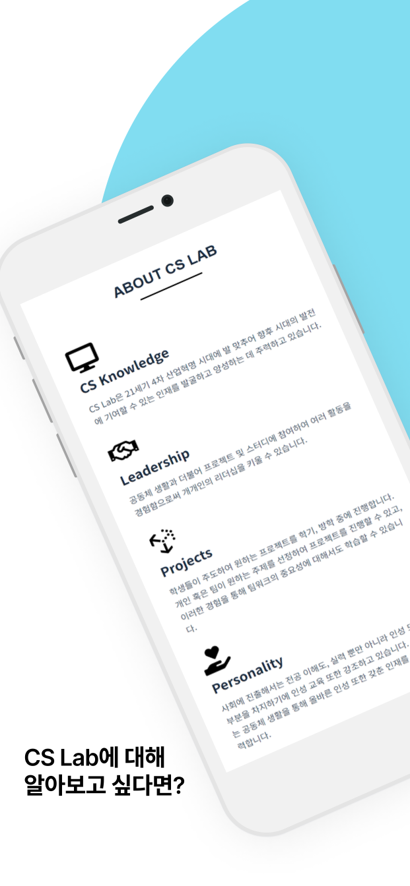 ABOUT CS LAB
CS Knowledge
CS Lab은 21세기 4차 산업혁명 시대에 발 맞추어 향후 시대의 발전
에 기여할 수 있는 인재를 발굴하고 양성하는 데 주력하고 있습니다.
Leadership
공동체 생활과 더불어 프로젝트 및 스터디에 참여하여 여러 활동을
경험함으로써 개개인의 리더십을 키울 수 있습니다.
Projects
학생들이 주도하여 원하는 프로젝트를 학기, 방학 중에 진행합니다.
개인 혹은 팀이 원하는 주제를 선정하여 프로젝트를 진행할 수 있고,
이러한 경험을 통해 팀워크의 중요성에 대해서도 학습할 수 있습니
다.
Personality
사회에 진출해서는 전공 이해도, 실력 뿐만 아니라 인성
부분을 차지하기에 인성 교육 또한 강조하고 있습니다.
는 공동체 생활을 통해 올바른 인성 또한 갖춘 인재를
력합니다.
CS Lab에 대해
알아보고 싶다면?